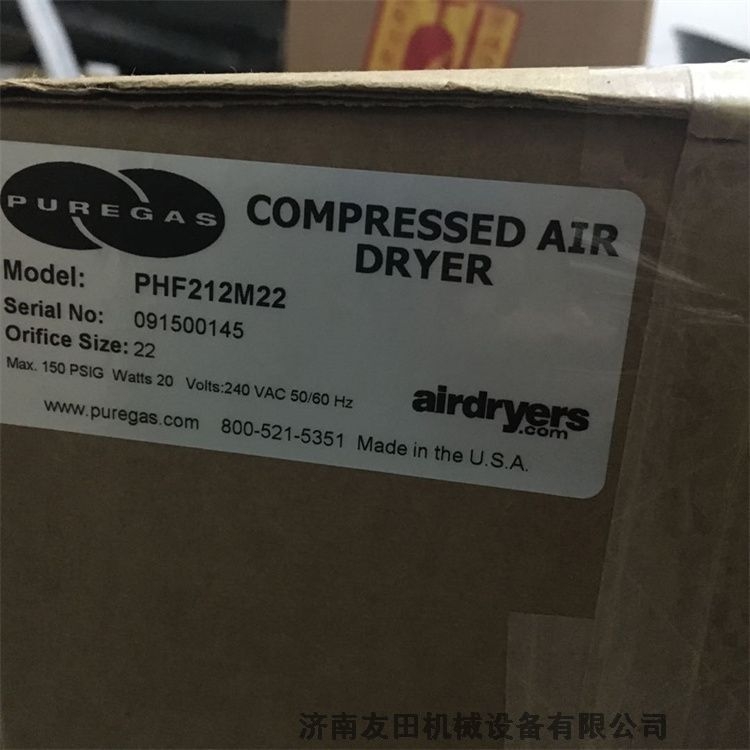 PUREGAS
COMPRESSED AIR
DRYER
Model: PHF212M22
Serial No: 091500145
Orifice Size: 22
Max. 150 PSIG Watts 20 Volts:240 VAC 50/60 Hz
airdryers
.com
www.puregas.com 800-521-5351 Made in the U.S.A.
济南友田机械设备有限公司